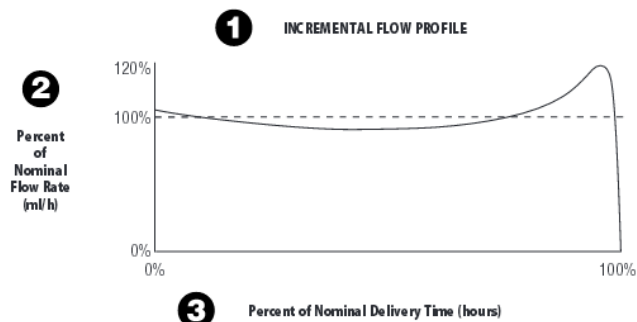 1 INCREMENTAL FLOW PROFILE
2
Percent
of
Nominal
Flow Rate
(ml/h)
120%
100%
0%
0%
100%
3 Percent of Nominal Delivery Time (hours)